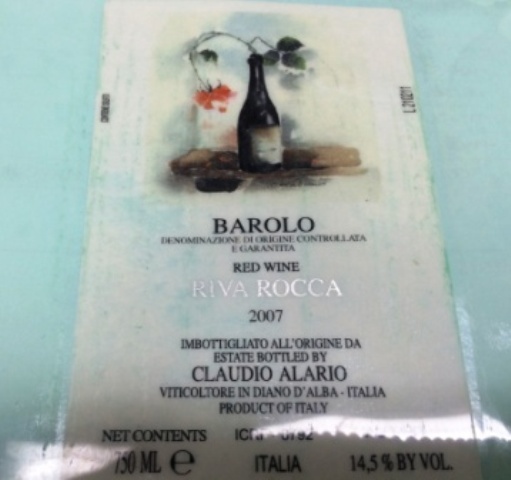 BAROLO
DENOMINAZIONE DI ORIGINE CONTROLLATA
E GARANTITA
RED WINE
RIVA ROCCA
2007
IMBOTTIGLIATO ALL'ORIGINE DA
ESTATE BOTTLED BY
CLAUDIO ALARIO
VITICOLTORE IN DIANO D'ALBA - ITALIA
PRODUCT OF ITALY
NET CONTENTS
750 ML ℮ ITALIA 14,5 % BY VOL.